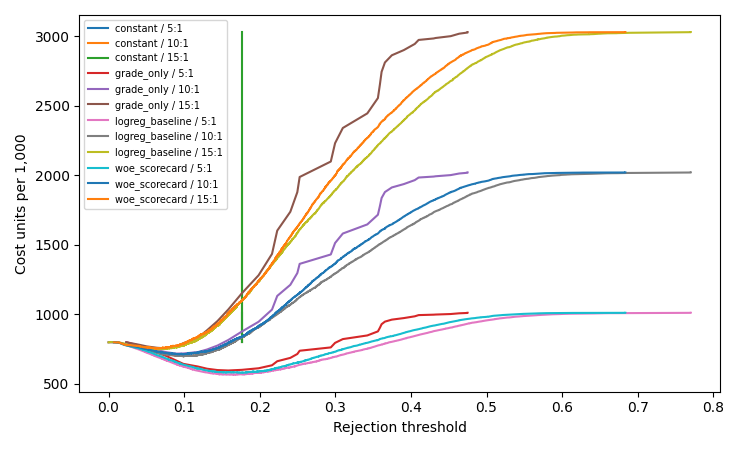 constant / 5:1
constant / 10:1
constant / 15:1
grade_only / 5:1
grade_only / 10:1
grade_only / 15:1
logreg_baseline / 5:1
logreg_baseline / 10:1
logreg_baseline / 15:1
woe_scorecard / 5:1
woe_scorecard / 10:1
woe_scorecard / 15:1
Cost units per 1,000
3000
2500
2000
1500
1000
500
0.0 0.1 0.2 0.3 0.4 0.5 0.6 0.7 0.8
Rejection threshold